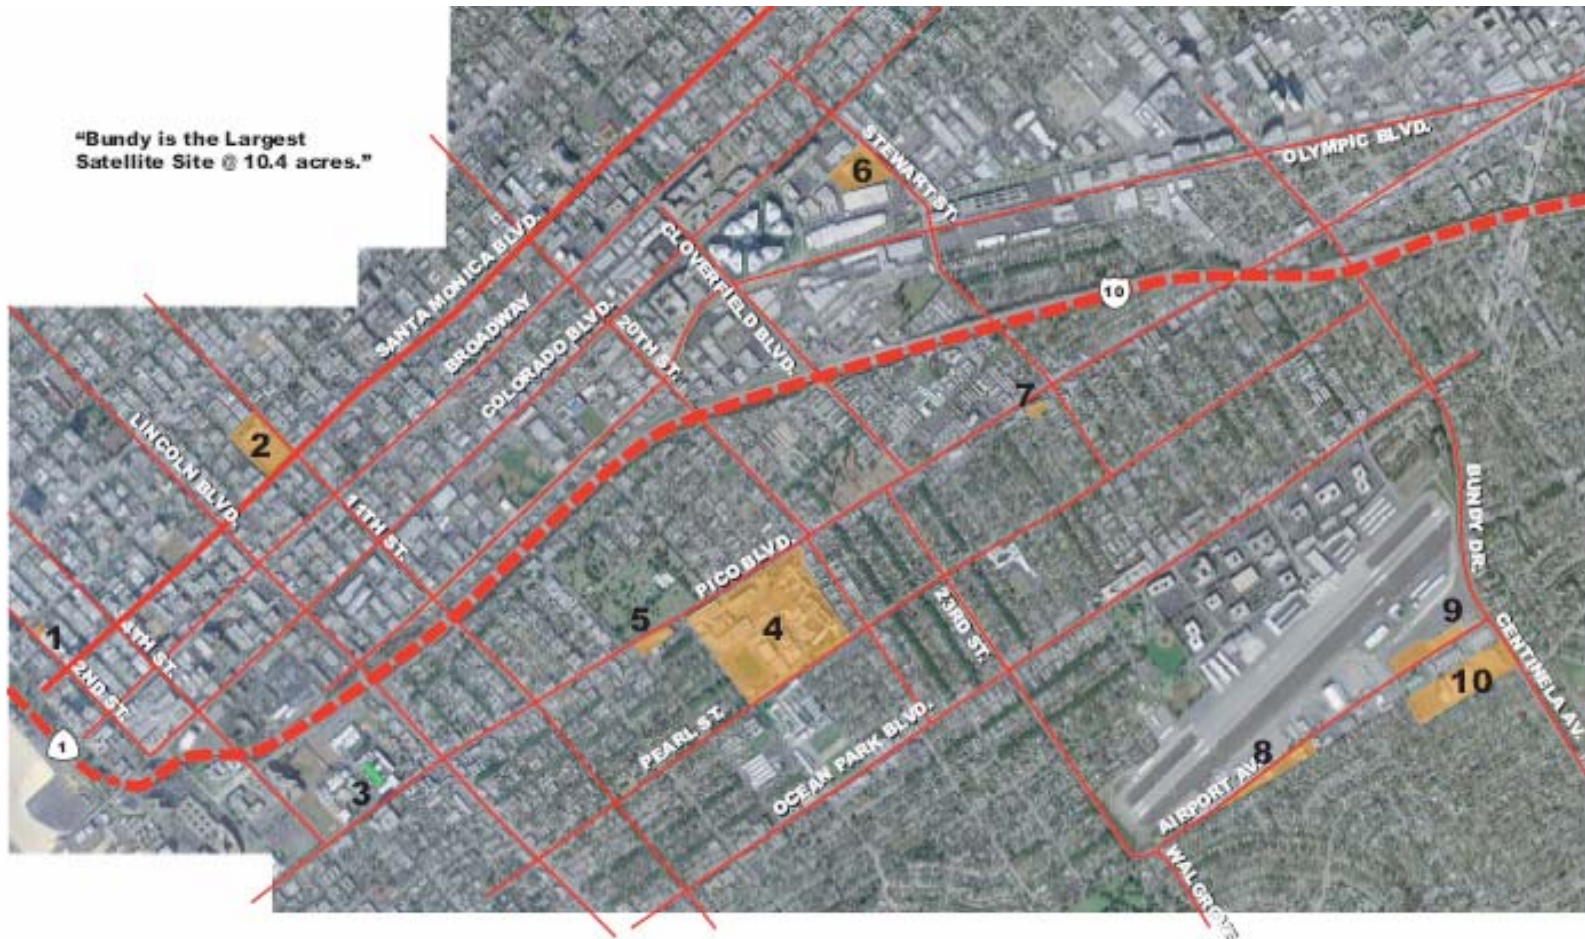 “Bundy is the Largest
Satellite Site @ 10.4 acres.”
STEWART ST.
OLYMPIC BLVD.
6
SANTA MONICA BLVD.
CLOVERFIELD BLVD.
BROADWAY
10
COLORADO BLVD.
20TH ST.
7
LINCOLN BLVD.
2
11TH ST.
BUNDY DR.
PICO BLVD.
1
4TH ST.
2ND ST.
5
4
23RD ST.
9
CENTINELA AV.
10
1
PEARL ST.
OCEAN PARK BLVD.
3
8
AIRPORT AV.
WALGROVE